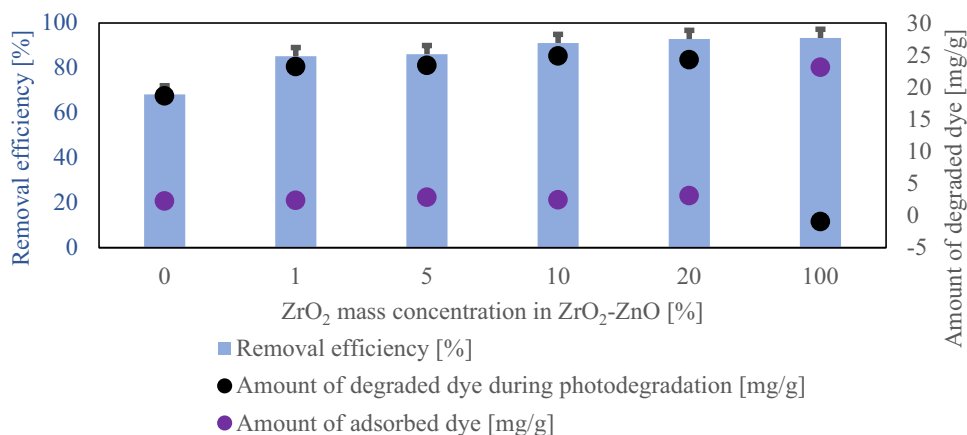 Removal efficiency [%]
100
80
60
40
20
0
30
25
20
15
10
5
0
-5
Amount of degraded dye [mg/g]
0 1 5 10 20 100
ZrO₂ mass concentration in ZrO₂-ZnO [%]
Removal efficiency [%]
Amount of degraded dye during photodegradation [mg/g]
Amount of adsorbed dye [mg/g]